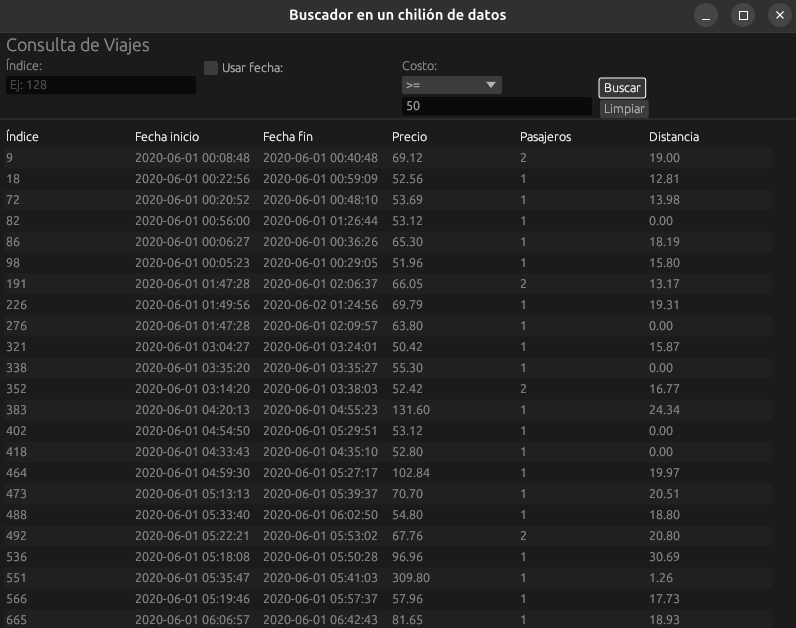 Buscador en un chilión de datos
Consulta de Viajes
Índice: Usar fecha: Costo:
Ej: 128 >= Buscar
50 Limpiar
Índice Fecha inicio Fecha fin Precio Pasajeros Distancia
9 2020-06-01 00:08:48 2020-06-01 00:40:48 69.12 2 19.00
18 2020-06-01 00:22:56 2020-06-01 00:59:09 52.56 1 12.81
72 2020-06-01 00:20:52 2020-06-01 00:48:10 53.69 1 13.98
82 2020-06-01 00:56:00 2020-06-01 01:26:44 53.12 1 0.00
86 2020-06-01 00:06:27 2020-06-01 00:36:26 65.30 1 18.19
98 2020-06-01 00:05:23 2020-06-01 00:29:05 51.96 1 15.80
191 2020-06-01 01:47:28 2020-06-01 02:06:37 66.05 2 13.17
226 2020-06-01 01:49:56 2020-06-02 01:24:56 69.79 1 19.31
276 2020-06-01 01:47:28 2020-06-01 02:09:57 63.80 1 0.00
321 2020-06-01 03:04:27 2020-06-01 03:24:01 50.42 1 15.87
338 2020-06-01 03:35:20 2020-06-01 03:35:27 55.30 1 0.00
352 2020-06-01 03:14:20 2020-06-01 03:38:03 52.42 2 16.77
383 2020-06-01 04:20:13 2020-06-01 04:55:23 131.60 1 24.34
402 2020-06-01 04:54:50 2020-06-01 05:29:51 53.12 1 0.00
418 2020-06-01 04:33:43 2020-06-01 04:35:10 52.80 1 0.00
464 2020-06-01 04:59:30 2020-06-01 05:27:17 102.84 1 19.97
473 2020-06-01 05:13:13 2020-06-01 05:39:37 70.70 1 20.51
488 2020-06-01 05:33:40 2020-06-01 06:02:50 54.80 1 18.80
492 2020-06-01 05:22:21 2020-06-01 05:53:02 67.76 2 20.80
536 2020-06-01 05:18:08 2020-06-01 05:50:28 96.96 1 30.69
551 2020-06-01 05:35:47 2020-06-01 05:41:03 309.80 1 1.26
566 2020-06-01 05:19:46 2020-06-01 05:57:37 57.96 1 17.73
665 2020-06-01 06:06:57 2020-06-01 06:42:43 81.65 1 18.93